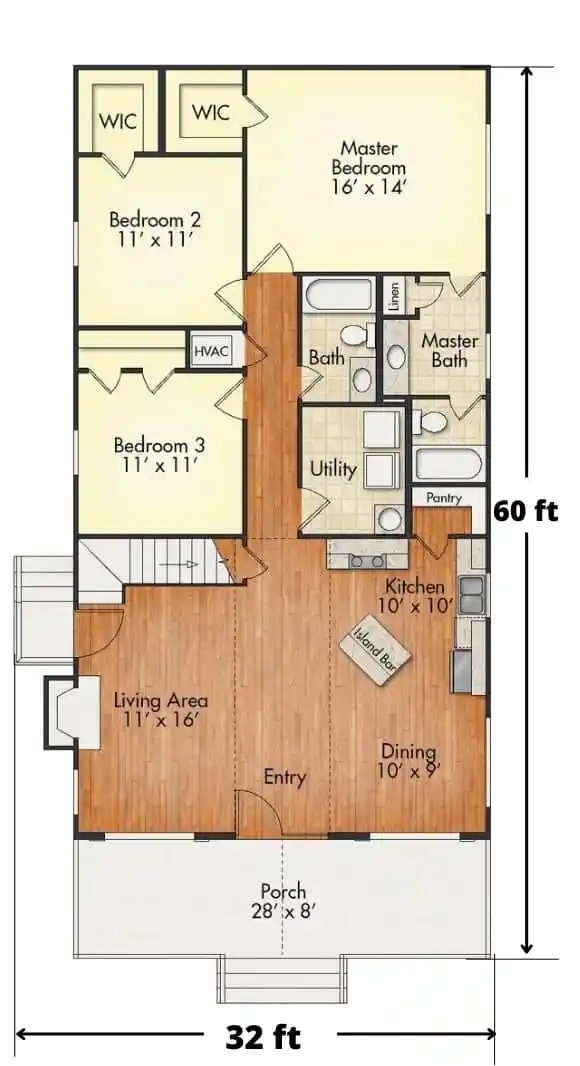 WIC
WIC
Master
Bedroom
16' x 14'
Bedroom 2
11' x 11'
Linen
HVAC
Bath
Master
Bath
Bedroom 3
11' x 11'
Utility
Pantry
60 ft
Kitchen
10' x 10'
Island Bar
Living Area
11' x 16'
Dining
10' x 9'
Entry
Porch
28' x 8'
32 ft